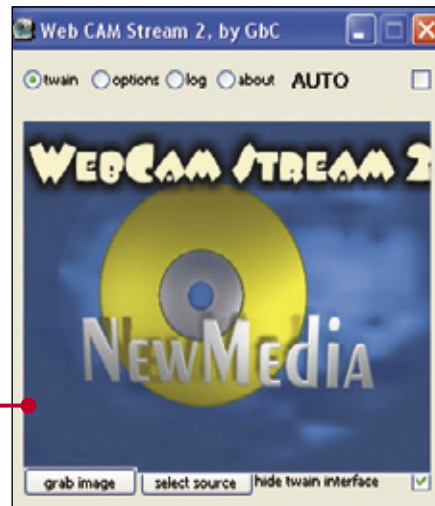 Web CAM Stream 2, by GbC
twain options log about AUTO
WEBCAM STREAM 2
NEWMEDIA
grab image select source hide twain interface